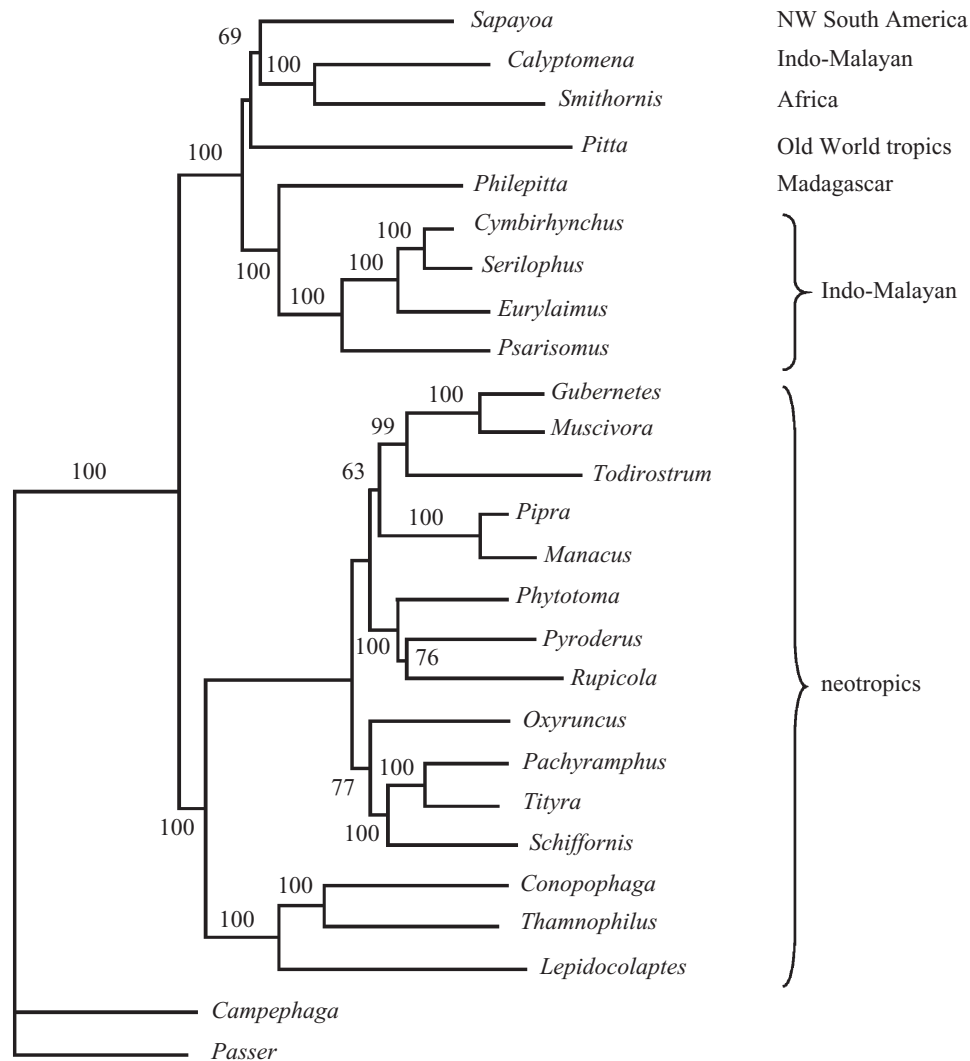 Sapayoa NW South America
69
100 Calyptomena Indo-Malayan
Smithornis Africa
100 Pitta Old World tropics
Philepitta Madagascar
100 Cymbirhynchus
100 100 Serilophus
100 Eurylaimus Indo-Malayan
Psarisomus
100 Gubernetes
99 Muscivora
63 Todirostrum
100 Pipra
100 Manacus
Phytotoma
100 76 Pyroderus
Rupicola neotropics
Oxyruncus
77 100 Pachyramphus
Tityra
100 100 Schiffornis
100 Conopophaga
100 Thamnophilus
Lepidocolaptes
Campephaga
Passer